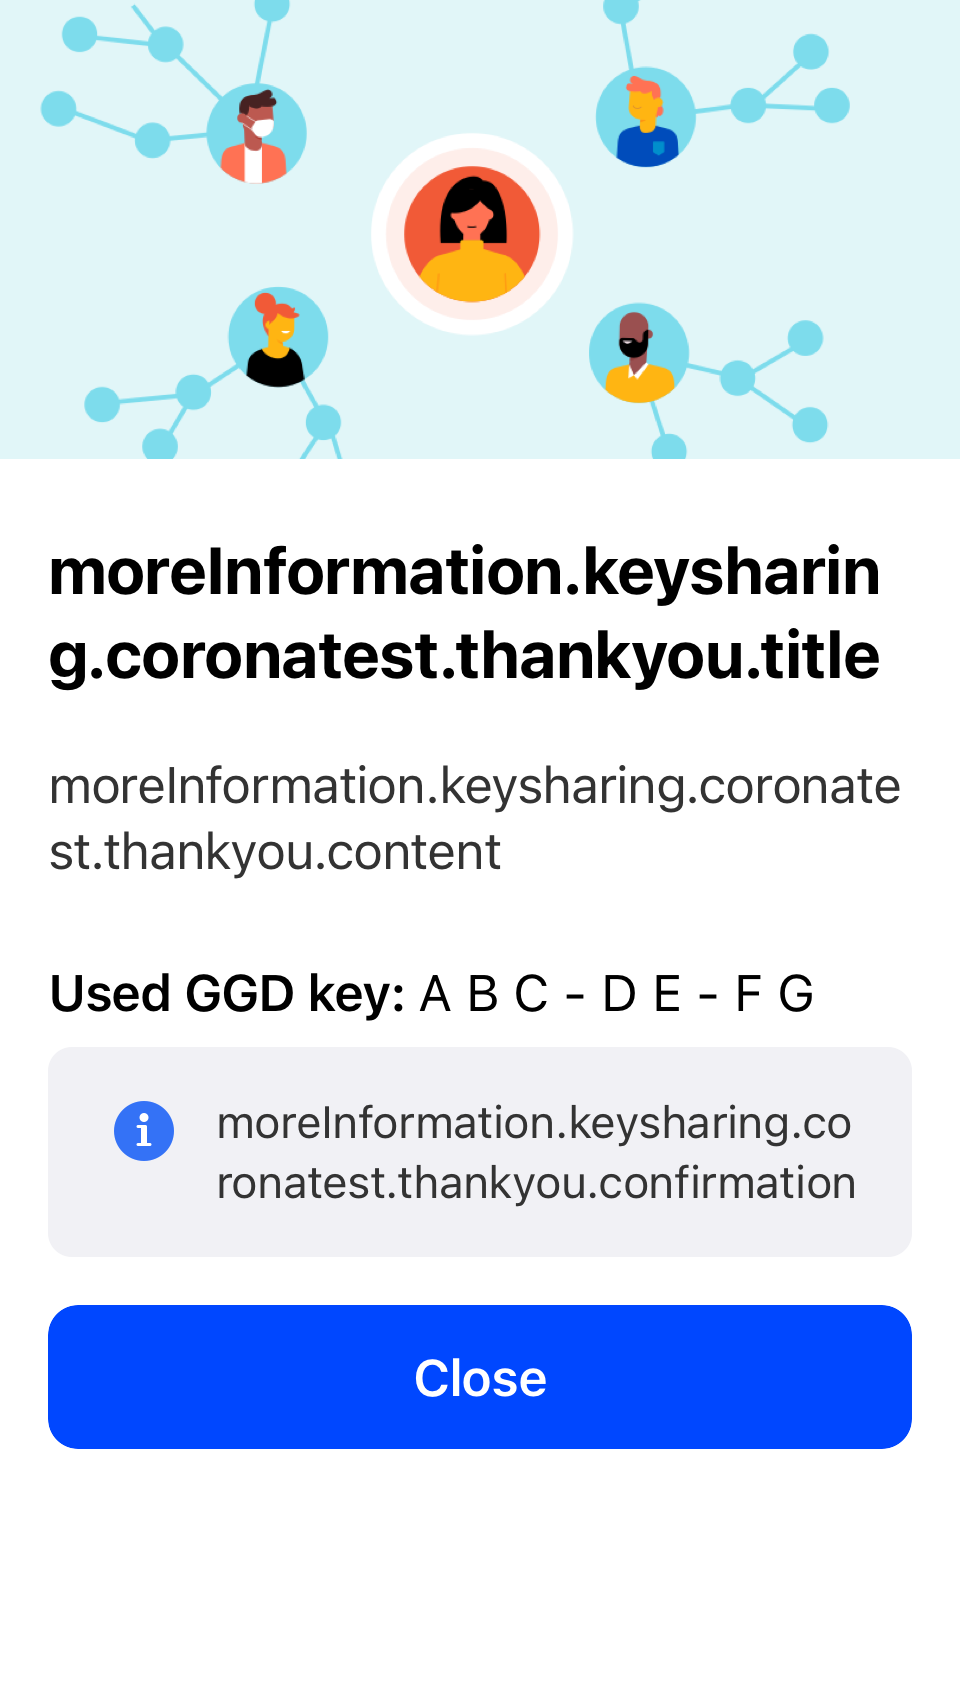 moreInformation.keysharin
g.coronatest.thankyou.title
moreInformation.keysharing.coronate
st.thankyou.content
Used GGD key: A B C - D E - F G
moreInformation.keysharing.co
ronatest.thankyou.confirmation
Close